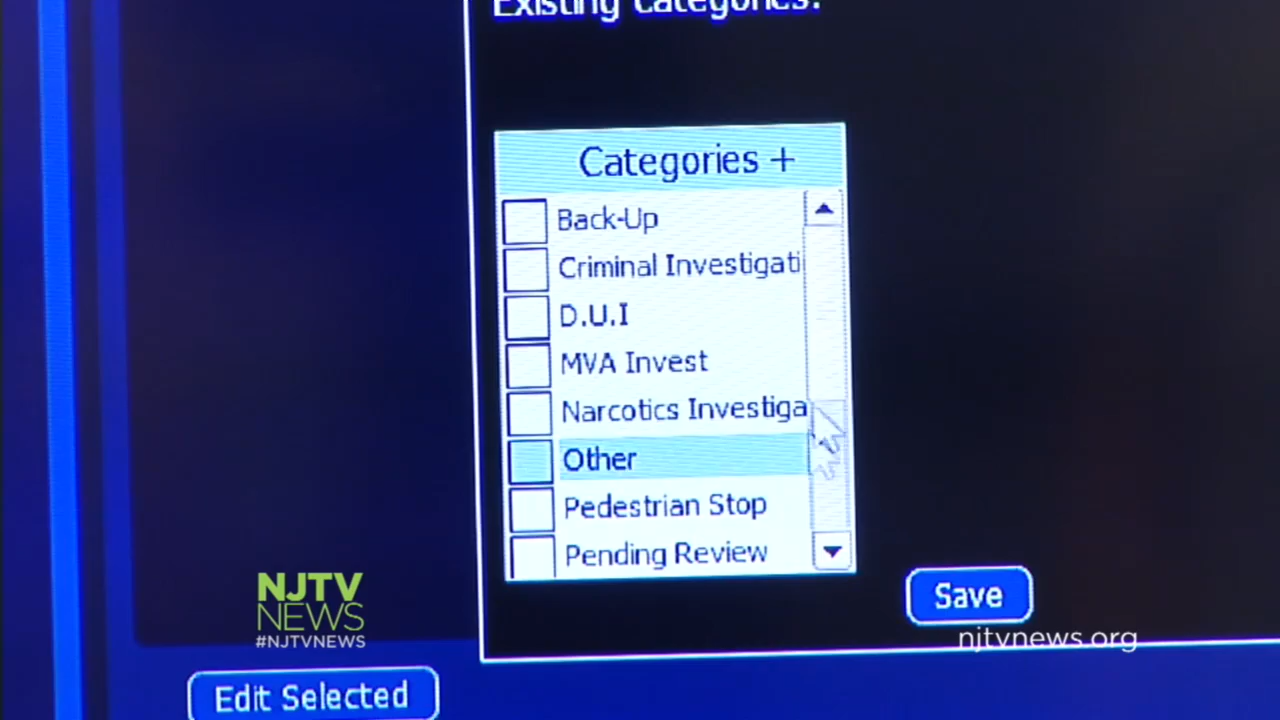 Existing Categories:
Categories +
Back-Up
Criminal Investigati
D.U.I
MVA Invest
Narcotics Investiga
Other
Pedestrian Stop
Pending Review
Save
NJTV
NEWS
#NJTVNEWS
njtvnews.org
Edit Selected